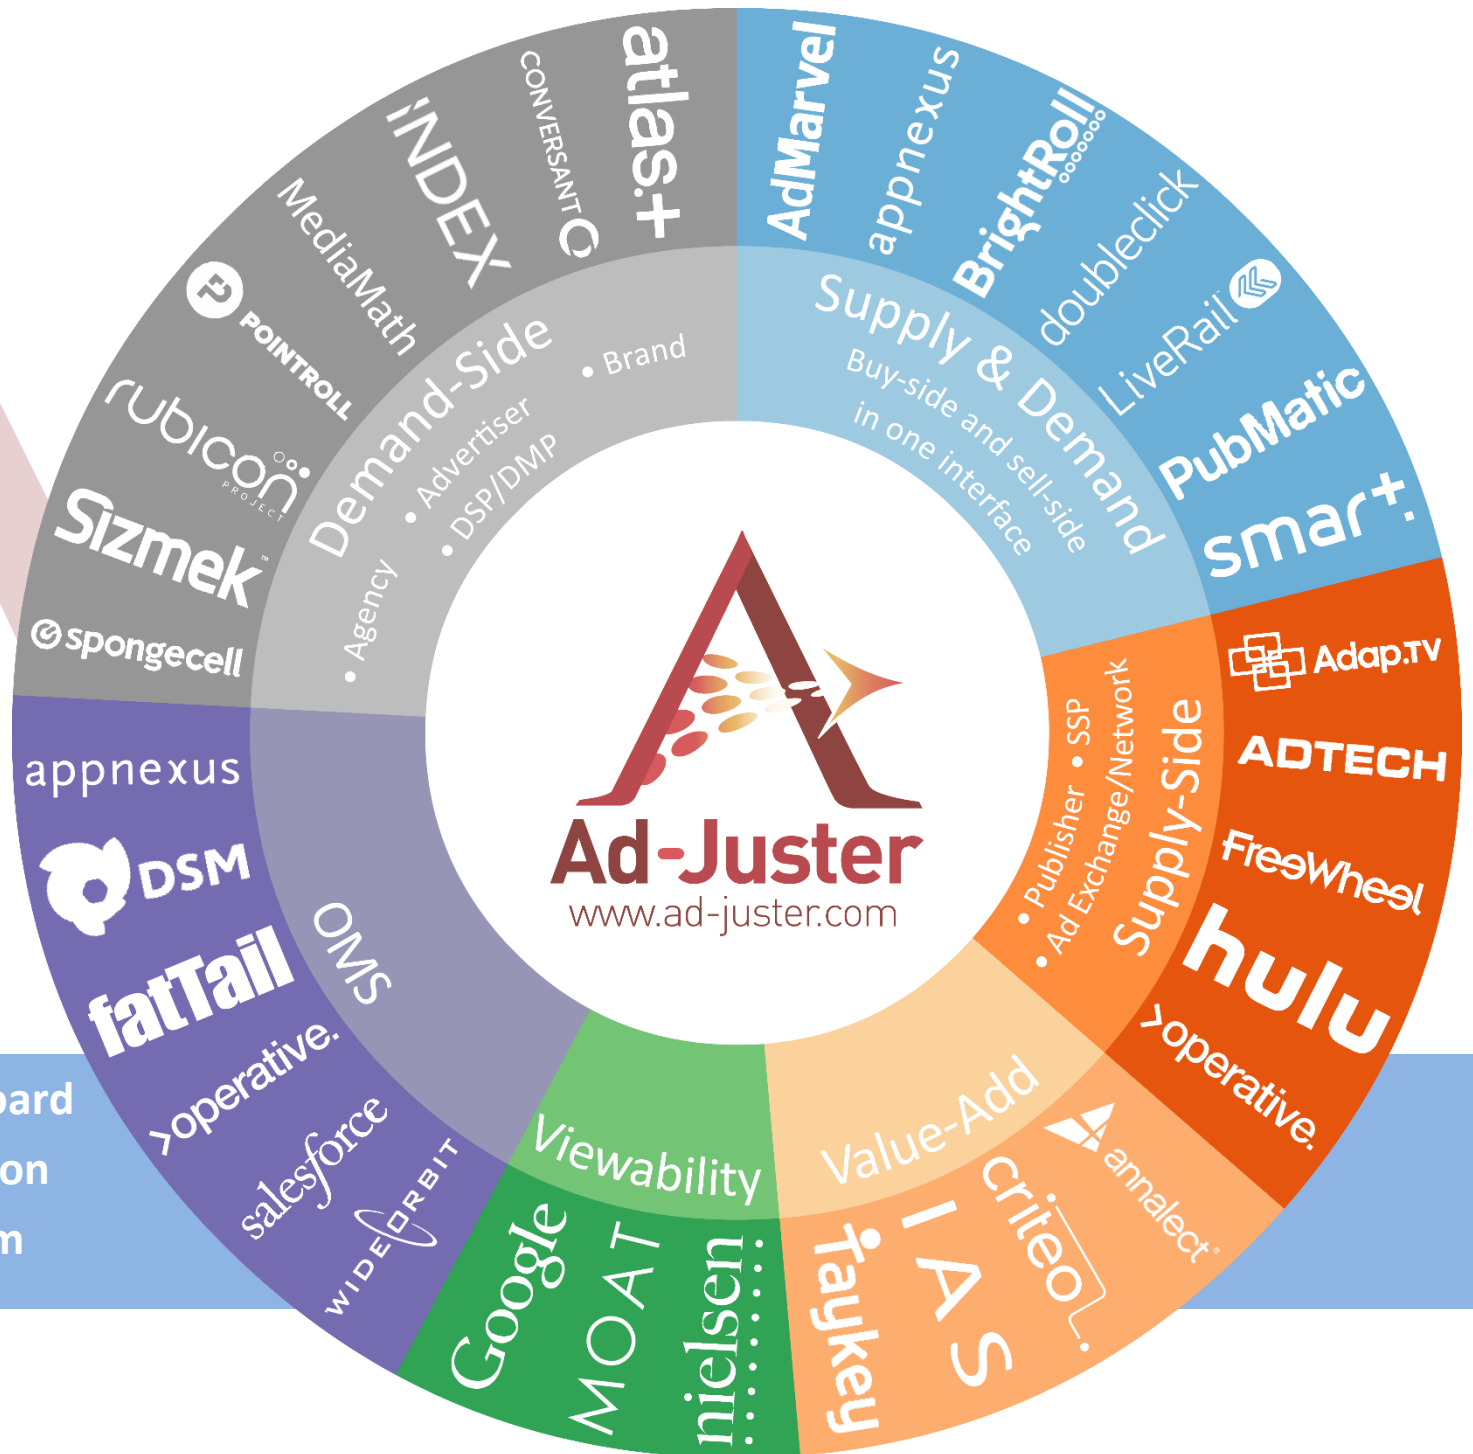 atlas.+
CONVERSANT
iNDEX
MediaMath
POINTROLL
rubicon
PROJECT
Sizmek™
spongecell
Demand-Side
• Agency
• Advertiser
• DSP/DMP
• Brand
AdMarvel
appnexus
BrightRoll
doubleclick
LiveRail
PubMatic
smart.
Supply & Demand
Buy-side and sell-side
in one interface
Adap.TV
ADTECH
FreeWheel
hulu
>operative.
Supply-Side
• Publisher • SSP
• Ad Exchange/Network
annalect
criteo
IAS
Taykey
Value-Add
nielsen
MOAT
Google
Viewability
WIDEORBIT
salesforce
>operative.
fatTail
DSM
appnexus
OMS
Ad-Juster
www.ad-juster.com
on
m